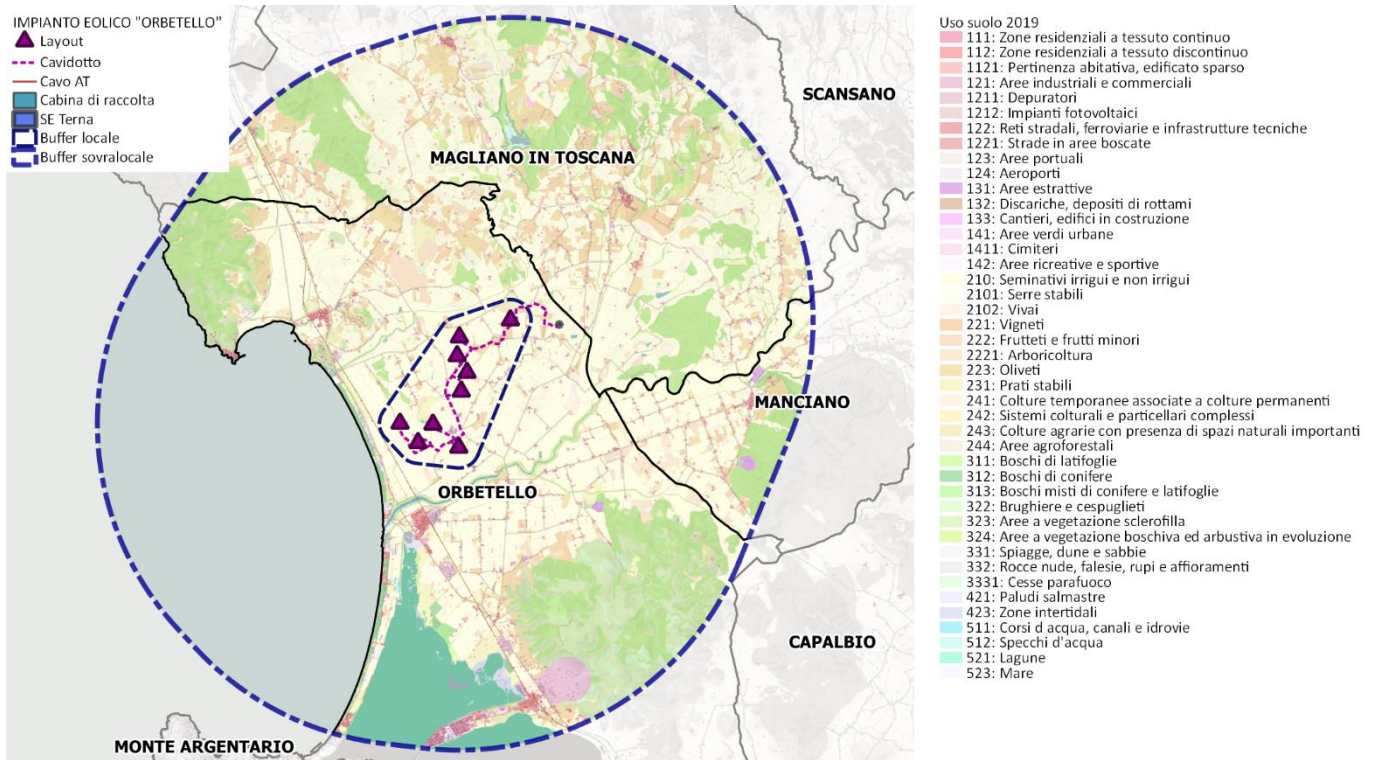 IMPIANTO EOLICO "ORBETELLO"
Layout
Cavidotto
Cavo AT
Cabina di raccolta
SE Terna
Buffer locale
Buffer sovralocale
SCANSANO
MAGLIANO IN TOSCANA
MANCIANO
ORBETELLO
CAPALBIO
MONTE ARGENTARIO
Uso suolo 2019
111: Zone residenziali a tessuto continuo
112: Zone residenziali a tessuto discontinuo
1121: Pertinenza abitativa, edificato sparso
121: Aree industriali e commerciali
1211: Depuratori
1212: Impianti fotovoltaici
122: Reti stradali, ferroviarie e infrastrutture tecniche
1221: Strade in aree boscate
123: Aree portuali
124: Aeroporti
131: Aree estrattive
132: Discariche, depositi di rottami
133: Cantieri, edifici in costruzione
141: Aree verdi urbane
1411: Cimiteri
142: Aree ricreative e sportive
210: Seminativi irrigui e non irrigui
2101: Serre stabili
2102: Vivai
221: Vigneti
222: Frutteti e frutti minori
2221: Arboricoltura
223: Oliveti
231: Prati stabili
241: Colture temporanee associate a colture permanenti
242: Sistemi colturali e particellari complessi
243: Colture agrarie con presenza di spazi naturali importanti
244: Aree agroforestali
311: Boschi di latifoglie
312: Boschi di conifere
313: Boschi misti di conifere e latifoglie
322: Brughiere e cespuglieti
323: Aree a vegetazione sclerofilla
324: Aree a vegetazione boschiva ed arbustiva in evoluzione
331: Spiagge, dune e sabbie
332: Rocce nude, falesie, rupi e affioramenti
3331: Cesse parafuoco
421: Paludi salmastre
423: Zone intertidali
511: Corsi d acqua, canali e idrovie
512: Specchi d'acqua
521: Lagune
523: Mare